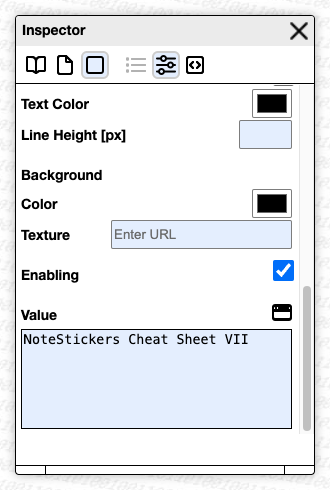 Inspector
Text Color
Line Height [px]
Background
Color
Texture
Enter URL
Enabling
Value
NoteStickers Cheat Sheet VII